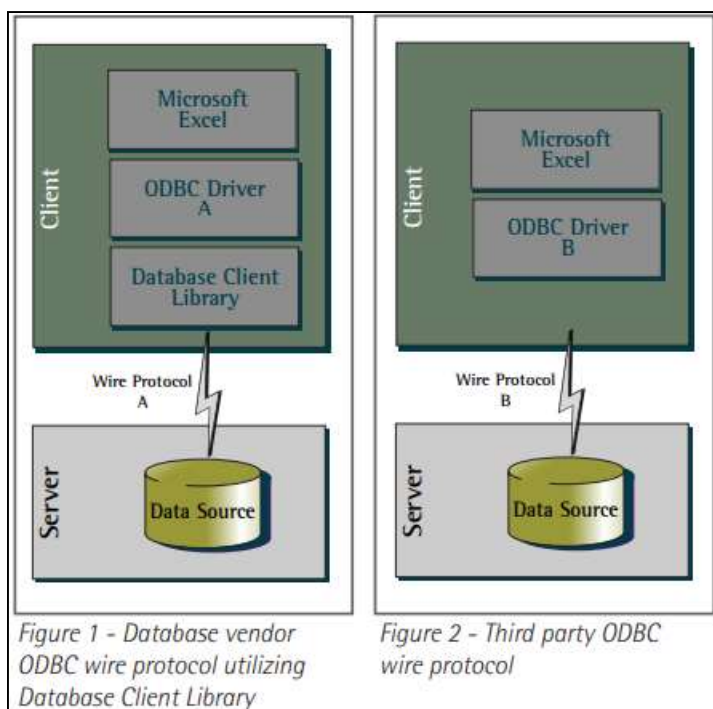 Client
Microsoft
Excel
ODBC Driver
A
Database Client
Library
Wire Protocol
A
Server
Data Source
Figure 1 - Database vendor
ODBC wire protocol utilizing
Database Client Library
Client
Microsoft
Excel
ODBC Driver
B
Wire Protocol
B
Server
Data Source
Figure 2 - Third party ODBC
wire protocol